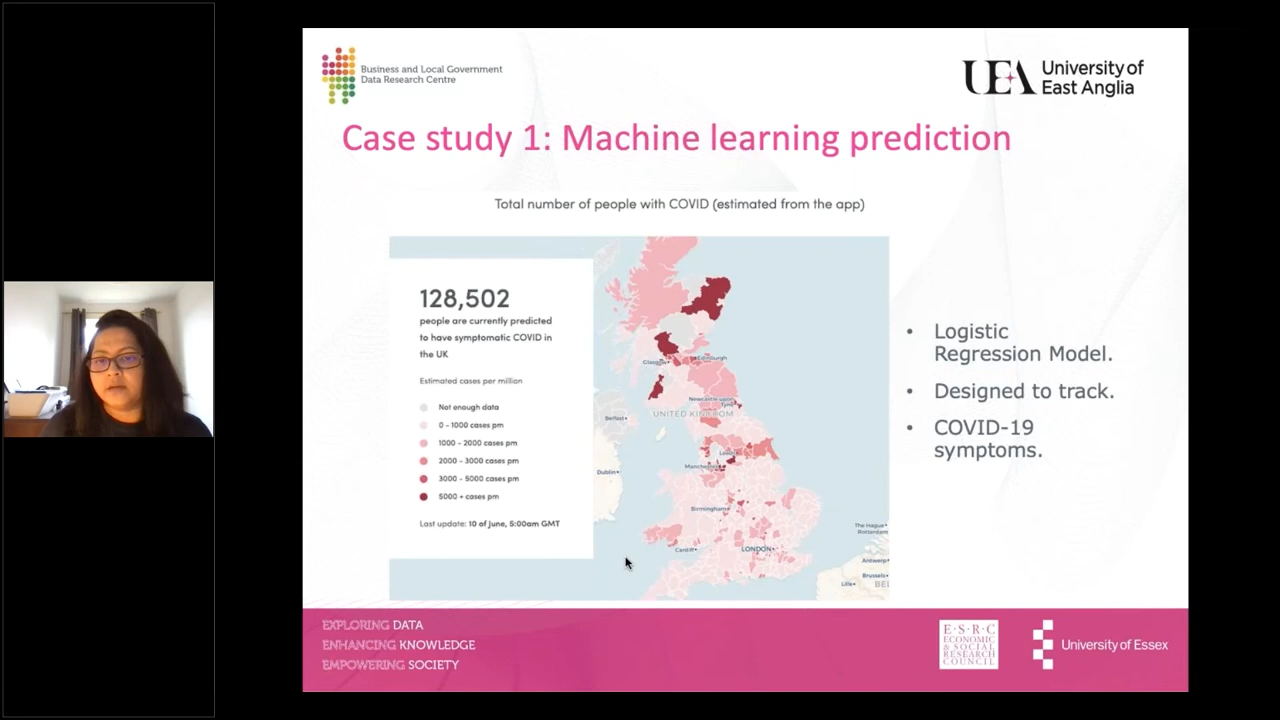 Business and Local Government
Data Research Centre
UEA University of
East Anglia
Case study 1: Machine learning prediction
Total number of people with COVID (estimated from the app)
128,502
people are currently predicted
to have symptomatic COVID in
the UK
Estimated cases per million
Not enough data
0 - 1000 cases pm
1000 - 2000 cases pm
2000 - 3000 cases pm
3000 - 5000 cases pm
5000 + cases pm
Last update: 10 of June, 5:00am GMT
Glasgow
Edinburgh
Newcastle upon
Tyne
UNITED KINGDOM
Belfast
Leeds
Dublin
Manchester
Birmingham
The Hague
Rotterdam
Cardiff
LONDON
Antwerp
Brussels
Lille
BEL
• Logistic
Regression Model.
• Designed to track.
• COVID-19
symptoms.
EXPLORING DATA
ENHANCING KNOWLEDGE
EMPOWERING SOCIETY
E·S·R·C
ECONOMIC
& SOCIAL
RESEARCH
COUNCIL
University of Essex